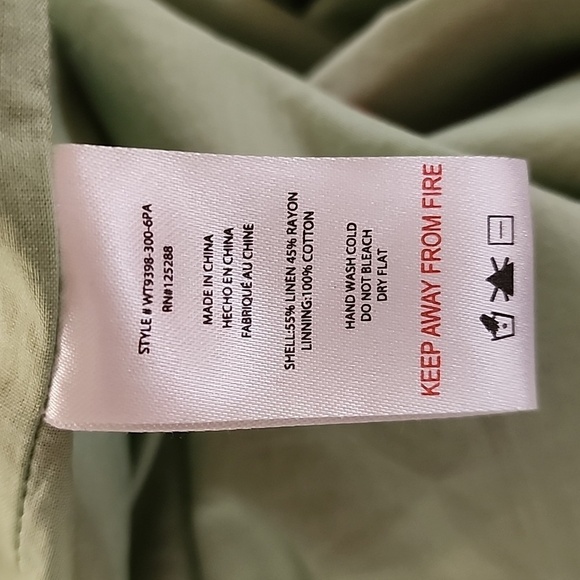 STYLE # WT9398-300-6PA
RN#125288
MADE IN CHINA
HECHO EN CHINA
FABRIQUÉ AU CHINE
SHELL:55% LINEN 45% RAYON
LINNING:100% COTTON
HAND WASH COLD
DO NOT BLEACH
DRY FLAT
KEEP AWAY FROM FIRE